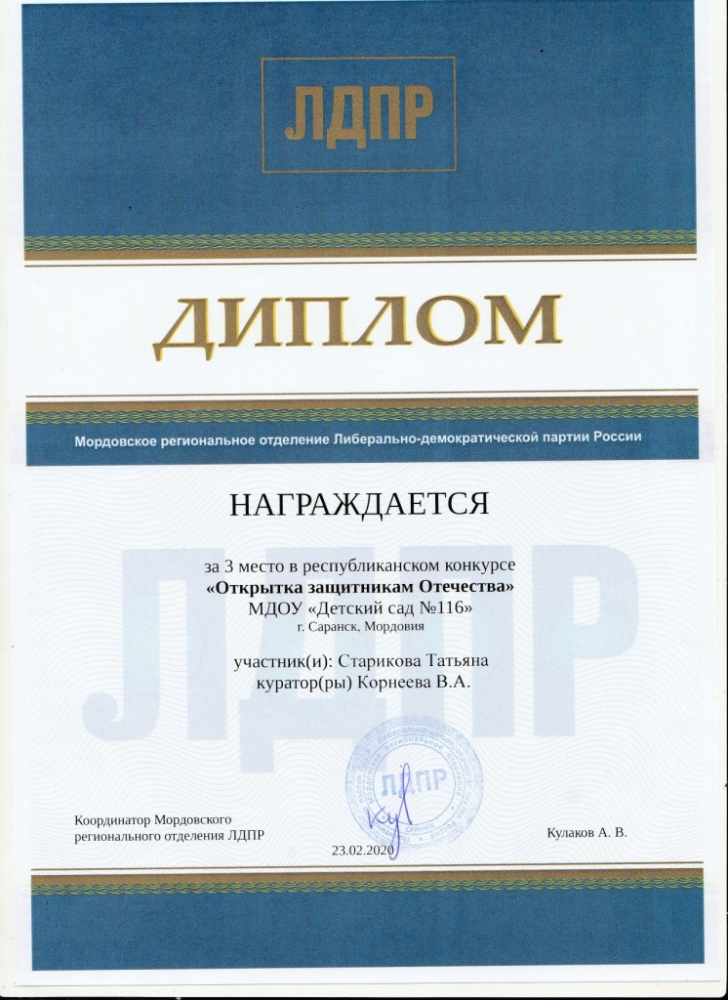 ЛДПР
ДИПЛОМ
Мордовское региональное отделение Либерально-демократической партии России
НАГРАЖДАЕТСЯ
за 3 место в республиканском конкурсе
«Открытка защитникам Отечества»
МДОУ «Детский сад №116»
г. Саранск, Мордовия
участник(и): Старикова Татьяна
куратор(ры) Корнеева В.А.
ЛДПР
ЛДПР
Координатор Мордовского
регионального отделения ЛДПР
23.02.2020
Кулаков А. В.